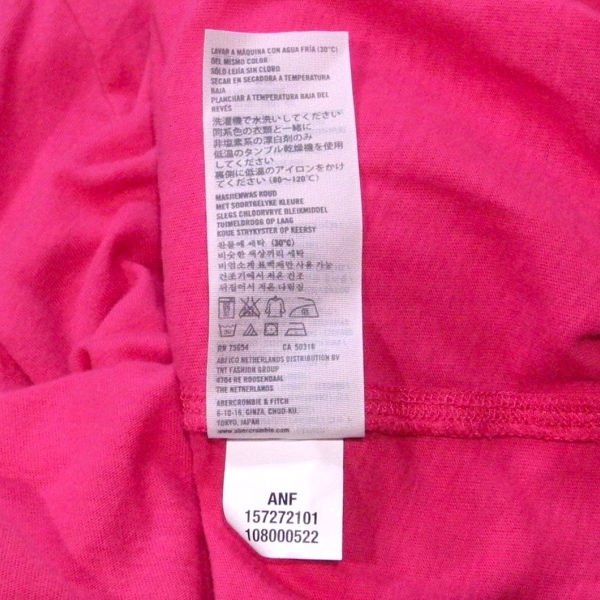 LAVAR A MÁQUINA CON AGUA FRÍA (30°C)
DEL MISMO COLOR
SÓLO LEJÍA SIN CLORO
SECAR EN SECADORA A TEMPERATURA
BAJA
PLANCHAR A TEMPERATURA BAJA DEL
REVÉS
洗濯機で水洗いしてください
同系色の衣類と一緒に
非塩素系の漂白剤のみ
低温のタンブル乾燥機を使用
してください
裏側に低温のアイロンをかけ
てください (80〜120℃)
MASJIENWAS KOUD
MET SOORTGELYKE KLEURE
SLEGS CHLOORVRYE BLEIKMIDDEL
TUIMELDROOG OP LAAG
KOUE STRYKYSTER OP KEERSY
찬물에 세탁 (30°C)
비슷한 색상끼리 세탁
비염소계 표백제만 사용 가능
건조기에서 저온 건조
뒤집어서 저온 다림질
RN 75654 CA 50318
ABFICO NETHERLANDS DISTRIBUTION BV
TNT FASHION GROUP
4704 RE ROOSENDAAL
THE NETHERLANDS
ABERCROMBIE & FITCH
6-10-16, GINZA, CHUO-KU,
TOKYO, JAPAN
www.abercrombie.com
ANF
157272101
108000522